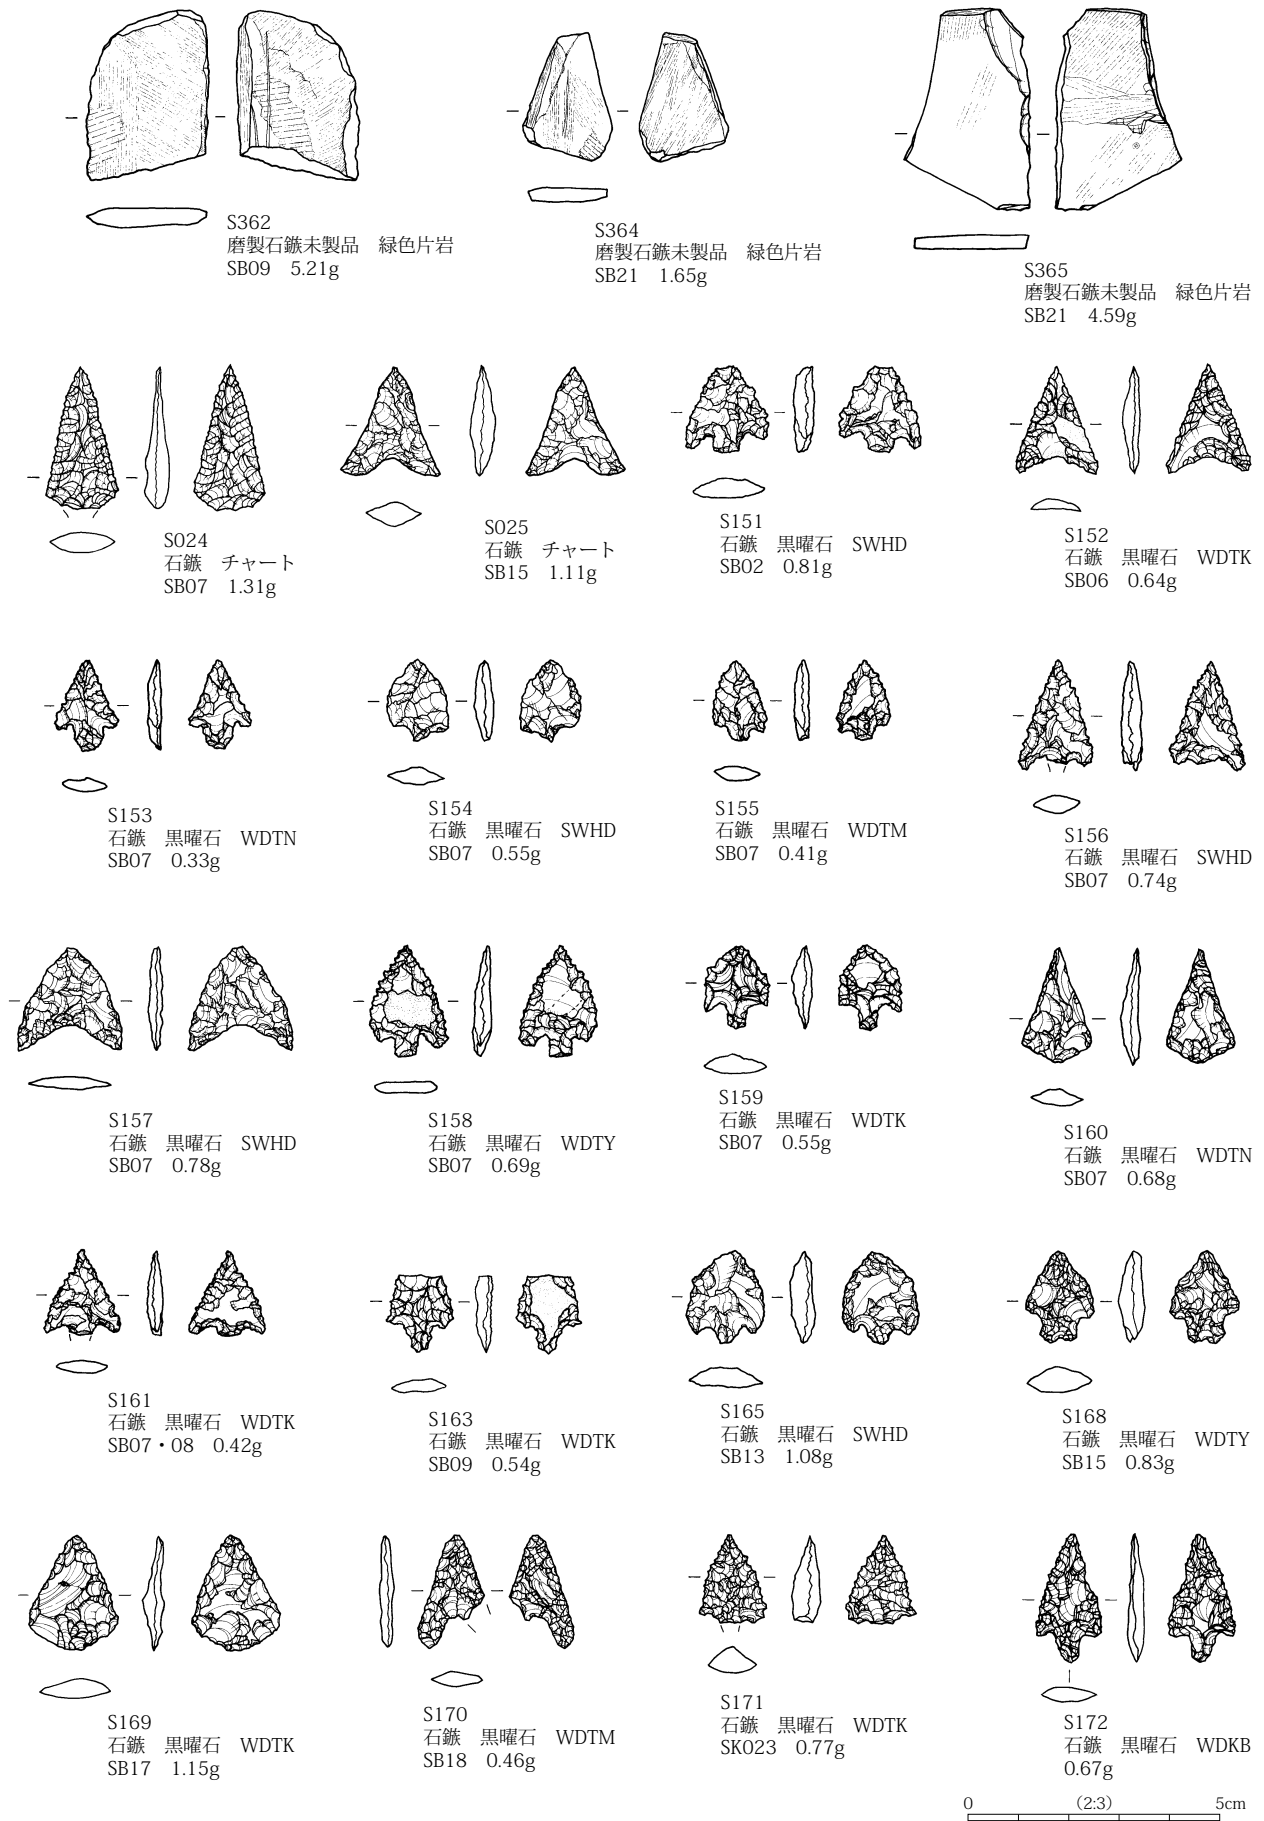 S362
磨製石鏃未製品　緑色片岩
SB09　5.21g
S364
磨製石鏃未製品　緑色片岩
SB21　1.65g
S365
磨製石鏃未製品　緑色片岩
SB21　4.59g
S024
石鏃　チャート
SB07　1.31g
S025
石鏃　チャート
SB15　1.11g
S151
石鏃　黒曜石　SWHD
SB02　0.81g
S152
石鏃　黒曜石　WDTK
SB06　0.64g
S153
石鏃　黒曜石　WDTN
SB07　0.33g
S154
石鏃　黒曜石　SWHD
SB07　0.55g
S155
石鏃　黒曜石　WDTM
SB07　0.41g
S156
石鏃　黒曜石　SWHD
SB07　0.74g
S157
石鏃　黒曜石　SWHD
SB07　0.78g
S158
石鏃　黒曜石　WDTY
SB07　0.69g
S159
石鏃　黒曜石　WDTK
SB07　0.55g
S160
石鏃　黒曜石　WDTN
SB07　0.68g
S161
石鏃　黒曜石　WDTK
SB07・08　0.42g
S163
石鏃　黒曜石　WDTK
SB09　0.54g
S165
石鏃　黒曜石　SWHD
SB13　1.08g
S168
石鏃　黒曜石　WDTY
SB15　0.83g
S169
石鏃　黒曜石　WDTK
SB17　1.15g
S170
石鏃　黒曜石　WDTM
SB18　0.46g
S171
石鏃　黒曜石　WDTK
SK023　0.77g
S172
石鏃　黒曜石　WDKB
0.67g
0　(2:3)　5cm